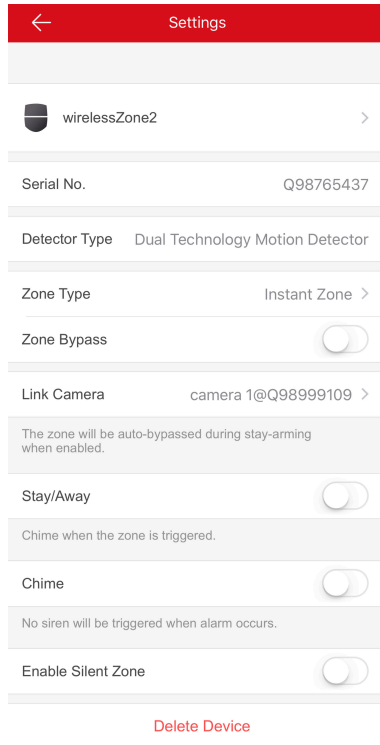 Settings
wirelessZone2
Serial No. Q98765437
Detector Type Dual Technology Motion Detector
Zone Type Instant Zone
Zone Bypass
Link Camera camera 1@Q98999109
The zone will be auto-bypassed during stay-arming
when enabled.
Stay/Away
Chime when the zone is triggered.
Chime
No siren will be triggered when alarm occurs.
Enable Silent Zone
Delete Device